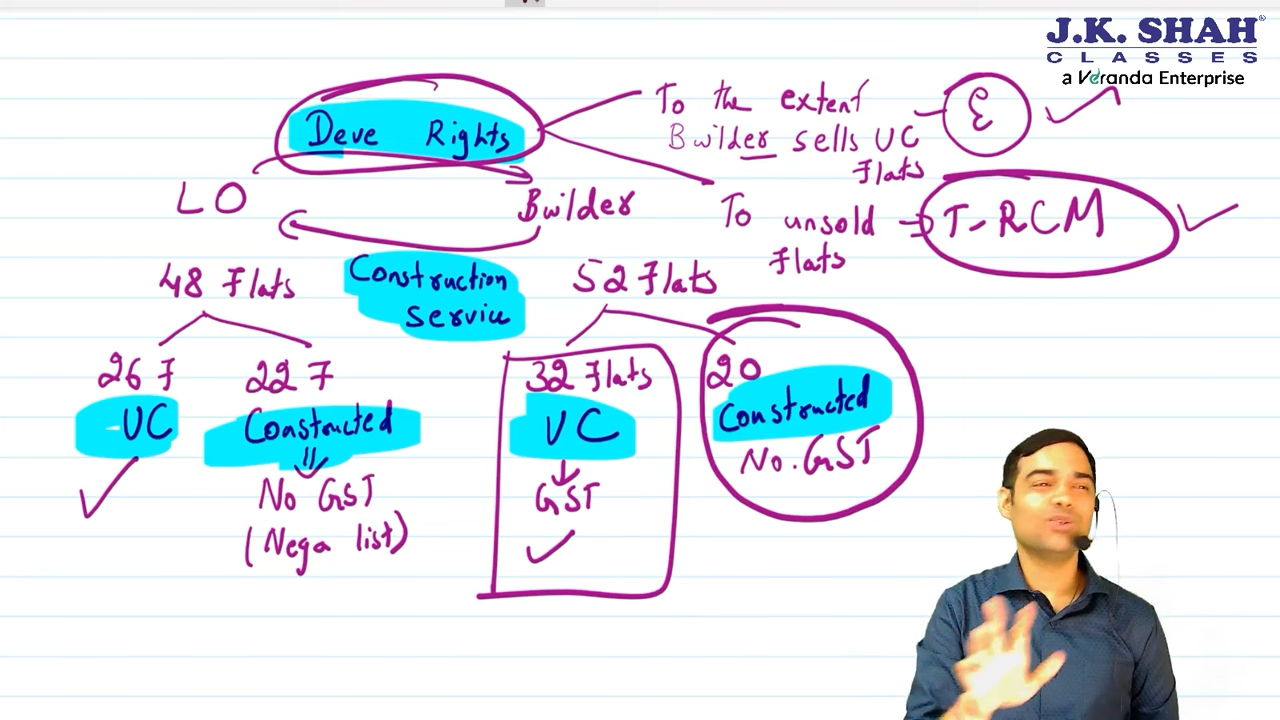 J.K. SHAH®
CLASSES
a Veranda Enterprise
Deve Rights
To the extent
Builder sells UC
Flats
E
LO
Builder
To unsold
Flats
T-RCM
Construction
Service
48 Flats
52 Flats
26 F
UC
22 F
Constructed
No GST
(Nega list)
32 Flats
UC
GST
20
Constructed
No. GST